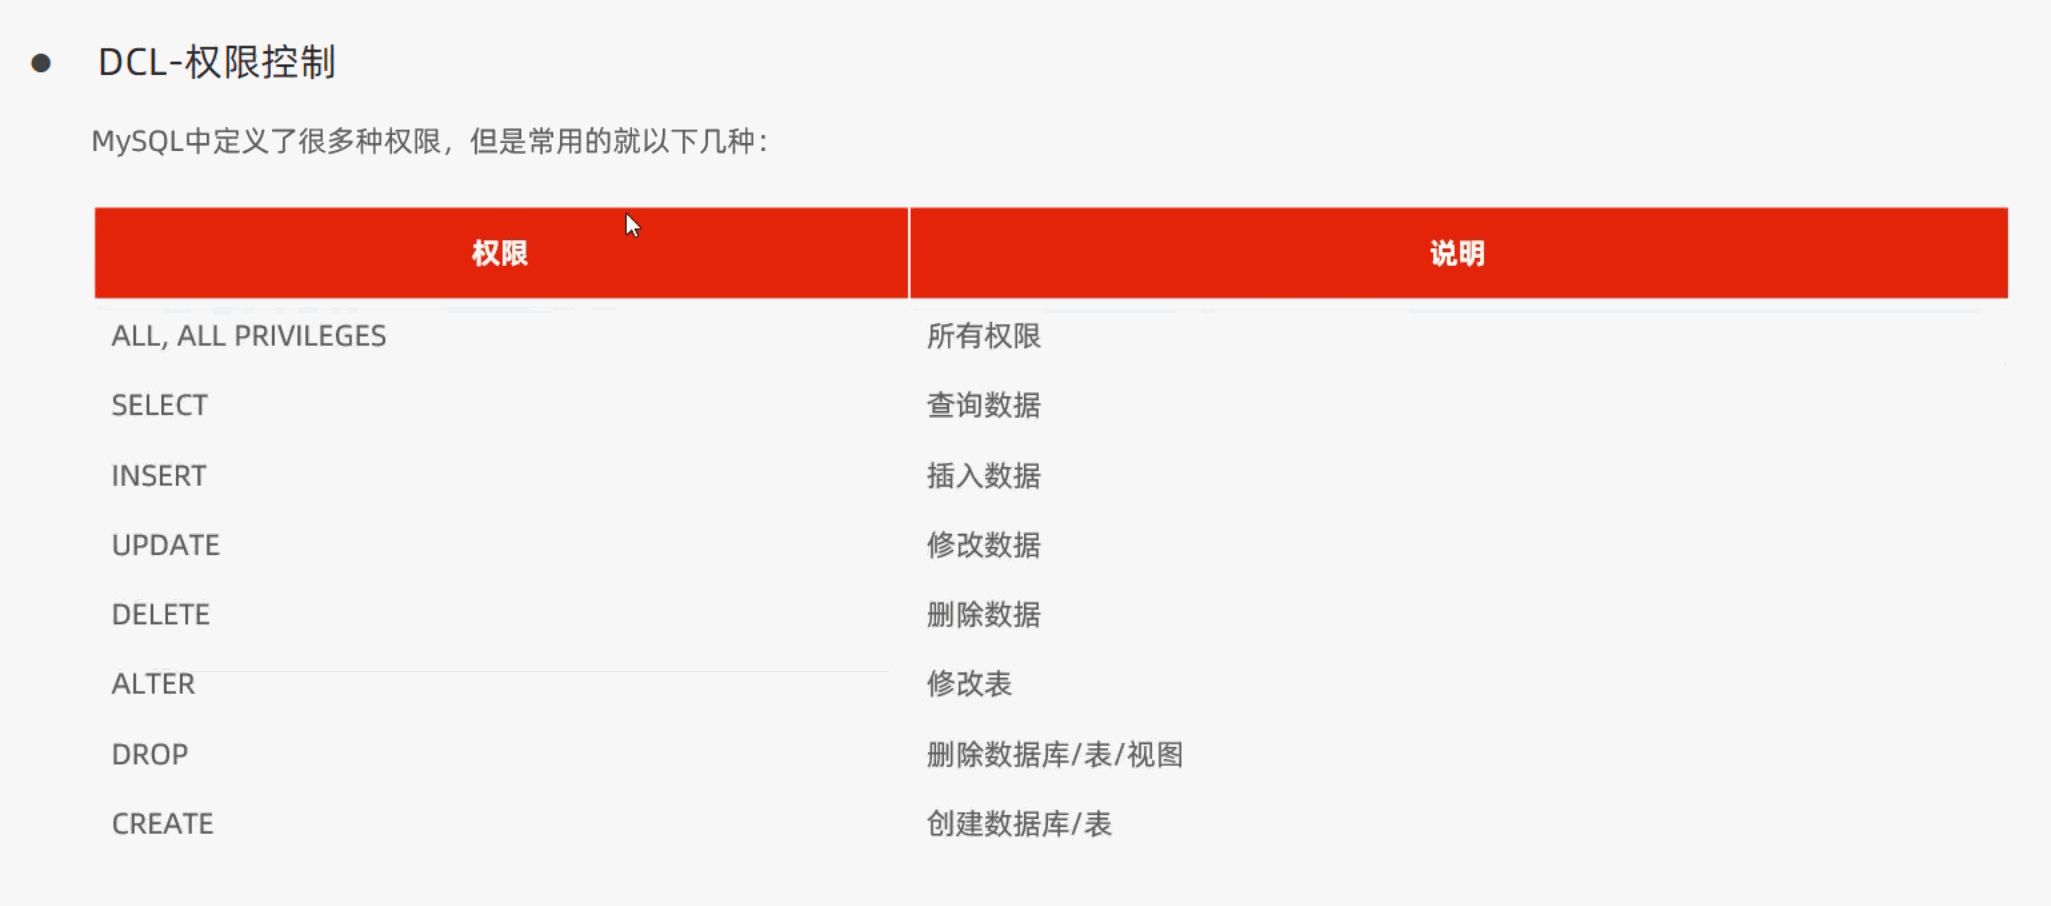 DCL-权限控制
MySQL中定义了很多种权限，但是常用的就以下几种：
权限 说明
ALL, ALL PRIVILEGES 所有权限
SELECT 查询数据
INSERT 插入数据
UPDATE 修改数据
DELETE 删除数据
ALTER 修改表
DROP 删除数据库/表/视图
CREATE 创建数据库/表